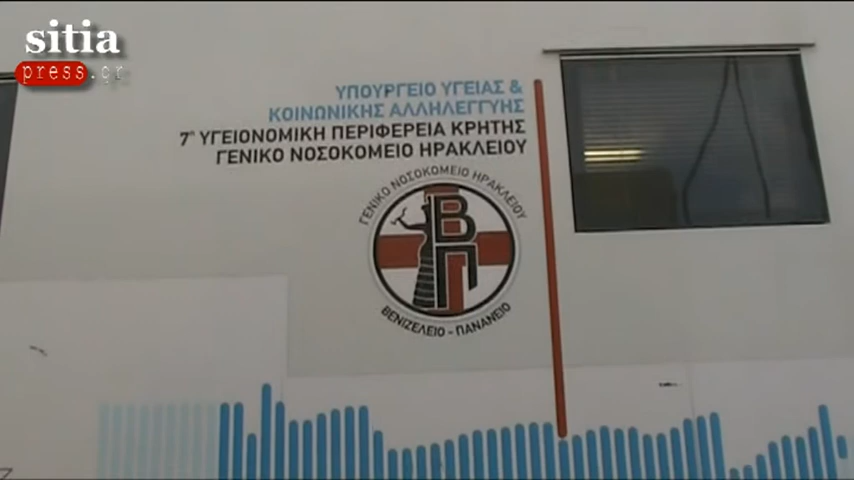 sitia
press.gr
ΥΠΟΥΡΓΕΙΟ ΥΓΕΙΑΣ &
ΚΟΙΝΩΝΙΚΗΣ ΑΛΛΗΛΕΓΓΥΗΣ
7η ΥΓΕΙΟΝΟΜΙΚΗ ΠΕΡΙΦΕΡΕΙΑ ΚΡΗΤΗΣ
ΓΕΝΙΚΟ ΝΟΣΟΚΟΜΕΙΟ ΗΡΑΚΛΕΙΟΥ
ΓΕΝΙΚΟ ΝΟΣΟΚΟΜΕΙΟ ΗΡΑΚΛΕΙΟΥ
Β
Π
ΒΕΝΙΖΕΛΕΙΟ - ΠΑΝΑΝΕΙΟ